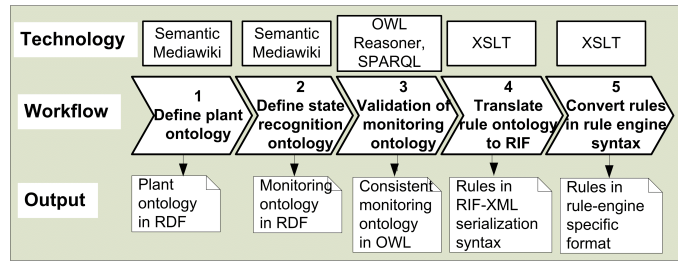 Technology
Semantic
Mediawiki
Semantic
Mediawiki
OWL
Reasoner,
SPARQL
XSLT
XSLT
Workflow
1
Define plant
ontology
2
Define state
recognition
ontology
3
Validation of
monitoring
ontology
4
Translate
rule ontology
to RIF
5
Convert rules
in rule engine
syntax
Output
Plant
ontology
in RDF
Monitoring
ontology
in RDF
Consistent
monitoring
ontology
in OWL
Rules in
RIF-XML
serialization
syntax
Rules in
rule-engine
specific
format